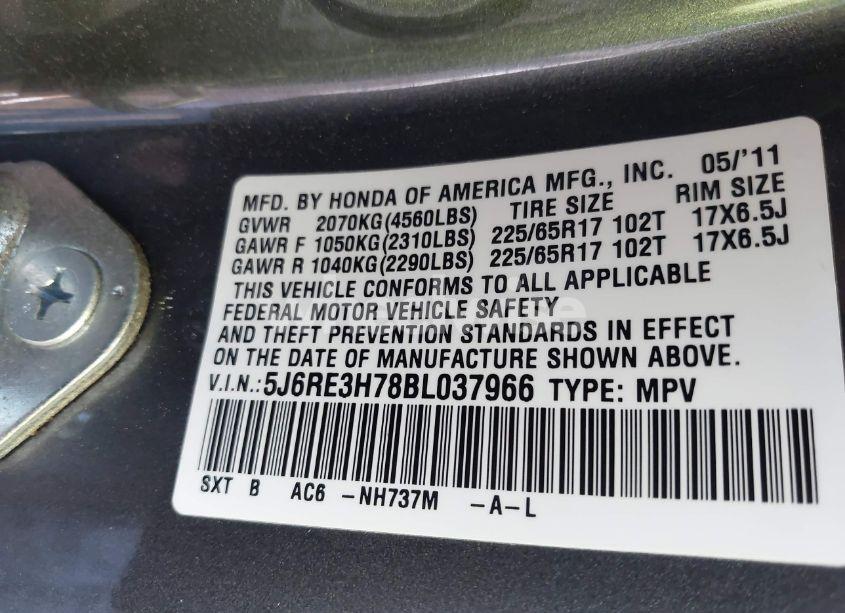 MFD. BY HONDA OF AMERICA MFG., INC. 05/'11
GVWR 2070KG(4560LBS) TIRE SIZE RIM SIZE
GAWR F 1050KG(2310LBS) 225/65R17 102T 17X6.5J
GAWR R 1040KG(2290LBS) 225/65R17 102T 17X6.5J
THIS VEHICLE CONFORMS TO ALL APPLICABLE
FEDERAL MOTOR VEHICLE SAFETY
AND THEFT PREVENTION STANDARDS IN EFFECT
ON THE DATE OF MANUFACTURE SHOWN ABOVE.
V.I.N.:5J6RE3H78BL037966 TYPE: MPV
SXT B AC6 -NH737M -A-L